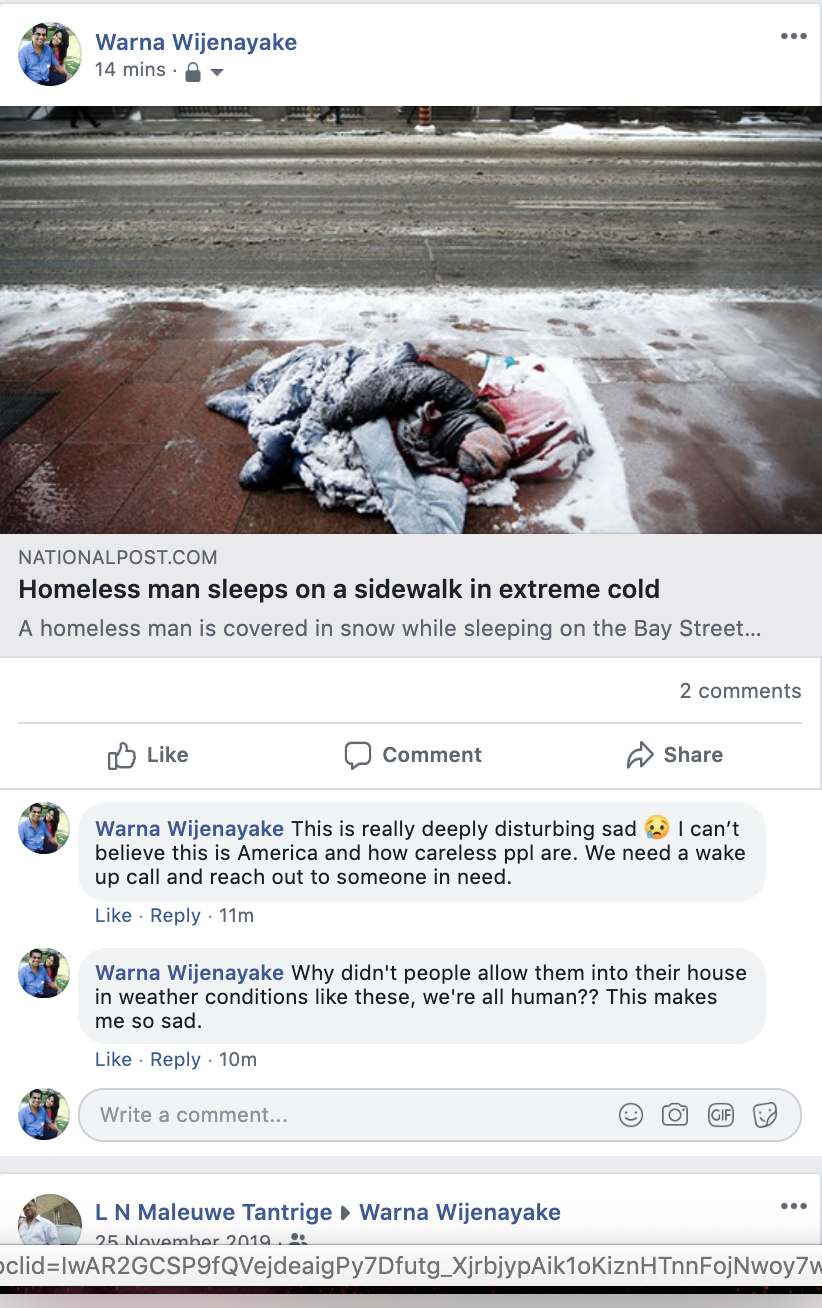 Warna Wijenayake
14 mins ·
NATIONALPOST.COM
Homeless man sleeps on a sidewalk in extreme cold
A homeless man is covered in snow while sleeping on the Bay Street...
2 comments
Like Comment Share
Warna Wijenayake This is really deeply disturbing sad 😥 I can’t
believe this is America and how careless ppl are. We need a wake
up call and reach out to someone in need.
Like · Reply · 11m
Warna Wijenayake Why didn't people allow them into their house
in weather conditions like these, we're all human?? This makes
me so sad.
Like · Reply · 10m
Write a comment...
GIF
L N Maleuwe Tantrige ▸ Warna Wijenayake
25 November 2019 ·
oclid=IwAR2GCSP9fQVejdeaigPy7Dfutg_XjrbjypAik1oKiznHTnnFojNwoy7w